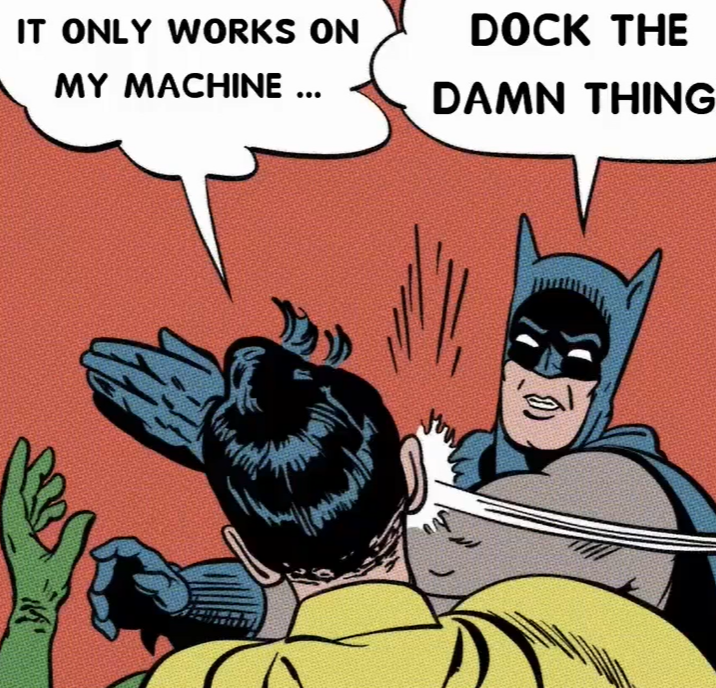 IT ONLY WORKS ON
MY MACHINE ...
DOCK THE
DAMN THING